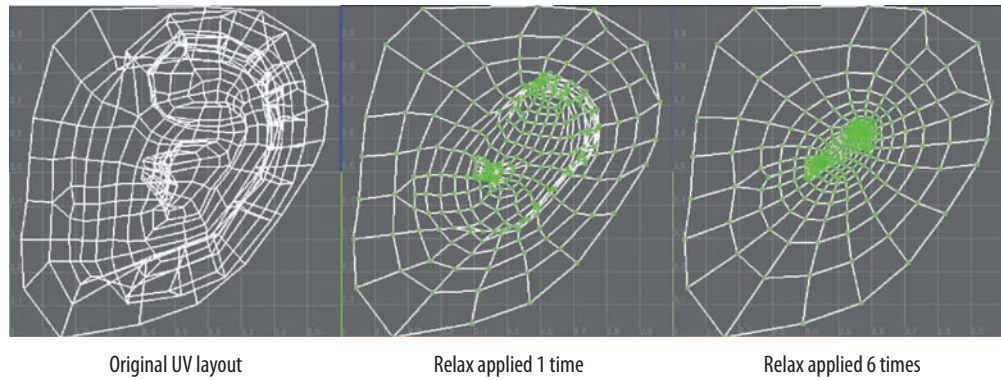 Original UV layout
Relax applied 1 time
Relax applied 6 times